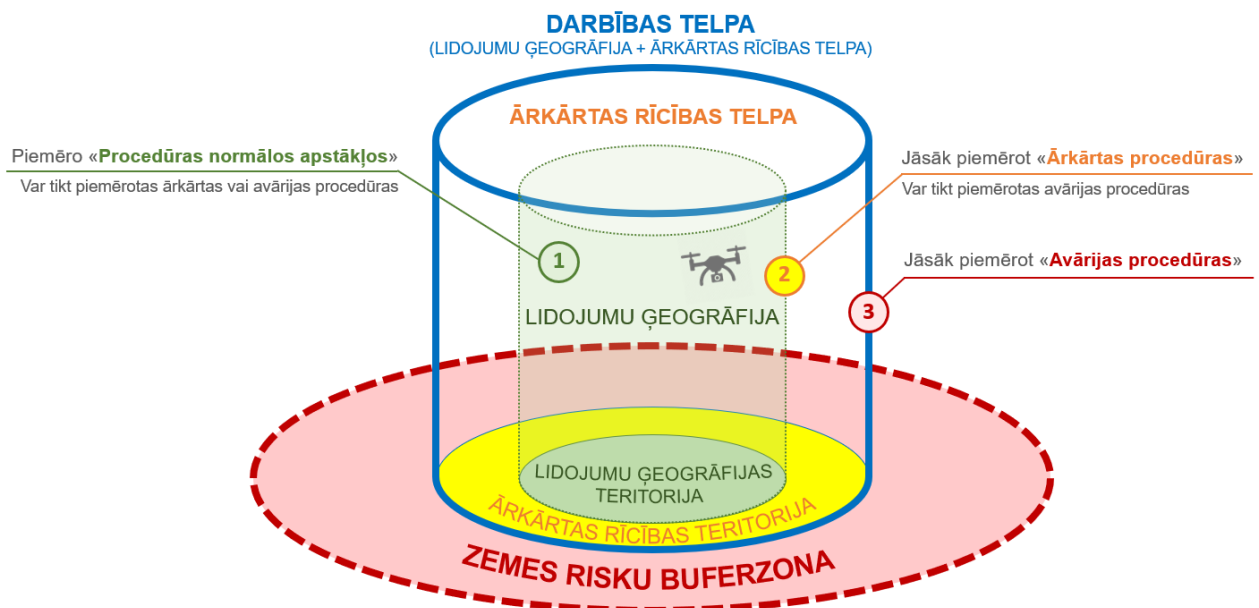 DARBĪBAS TELPA
(LIDOJUMU ĢEOGRĀFIJA + ĀRKĀRTAS RĪCĪBAS TELPA)
ĀRKĀRTAS RĪCĪBAS TELPA
Piemēro «Procedūras normālos apstākļos»
Var tikt piemērotas ārkārtas vai avārijas procedūras
Jāsāk piemērot «Ārkārtas procedūras»
Var tikt piemērotas avārijas procedūras
1
2
Jāsāk piemērot «Avārijas procedūras»
3
LIDOJUMU ĢEOGRĀFIJA
LIDOJUMU ĢEOGRĀFIJAS
TERITORIJA
ĀRKĀRTAS RĪCĪBAS TERITORIJA
ZEMES RISKU BUFERZONA